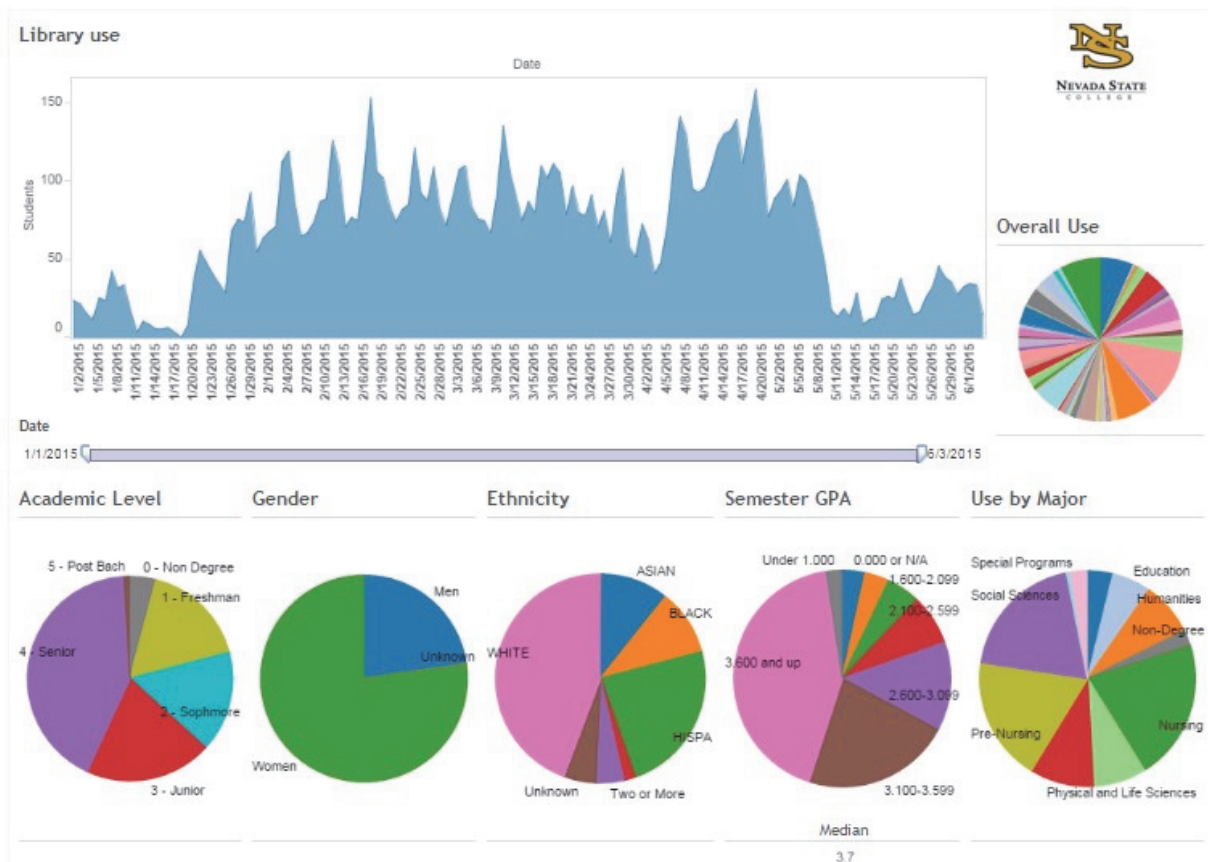 Library use
NS
NEVADA STATE
COLLEGE
Date
150
100
50
0
Students
1/2/2015
1/5/2015
1/8/2015
1/11/2015
1/14/2015
1/17/2015
1/20/2015
1/23/2015
1/26/2015
1/29/2015
2/1/2015
2/4/2015
2/7/2015
2/10/2015
2/13/2015
2/16/2015
2/19/2015
2/22/2015
2/25/2015
2/28/2015
3/3/2015
3/6/2015
3/9/2015
3/12/2015
3/15/2015
3/18/2015
3/21/2015
3/24/2015
3/27/2015
3/30/2015
4/2/2015
4/5/2015
4/8/2015
4/11/2015
4/14/2015
4/17/2015
4/20/2015
5/2/2015
5/5/2015
5/8/2015
5/11/2015
5/14/2015
5/17/2015
5/20/2015
5/23/2015
5/26/2015
5/29/2015
6/1/2015
Overall Use
Date
1/1/2015
6/3/2015
Academic Level
5 - Post Bach
0 - Non Degree
1 - Freshman
4 - Senior
2 - Sophmore
3 - Junior
Gender
Men
Unknown
Women
Ethnicity
ASIAN
BLACK
WHITE
HISPA
Unknown
Two or More
Semester GPA
Under 1.000
0.000 or N/A
1.600-2.099
2.100-2.599
3.600 and up
2.600-3.099
3.100-3.599
Median
3.7
Use by Major
Special Programs
Education
Social Sciences
Humanities
Non-Degree
Pre-Nursing
Nursing
Physical and Life Sciences